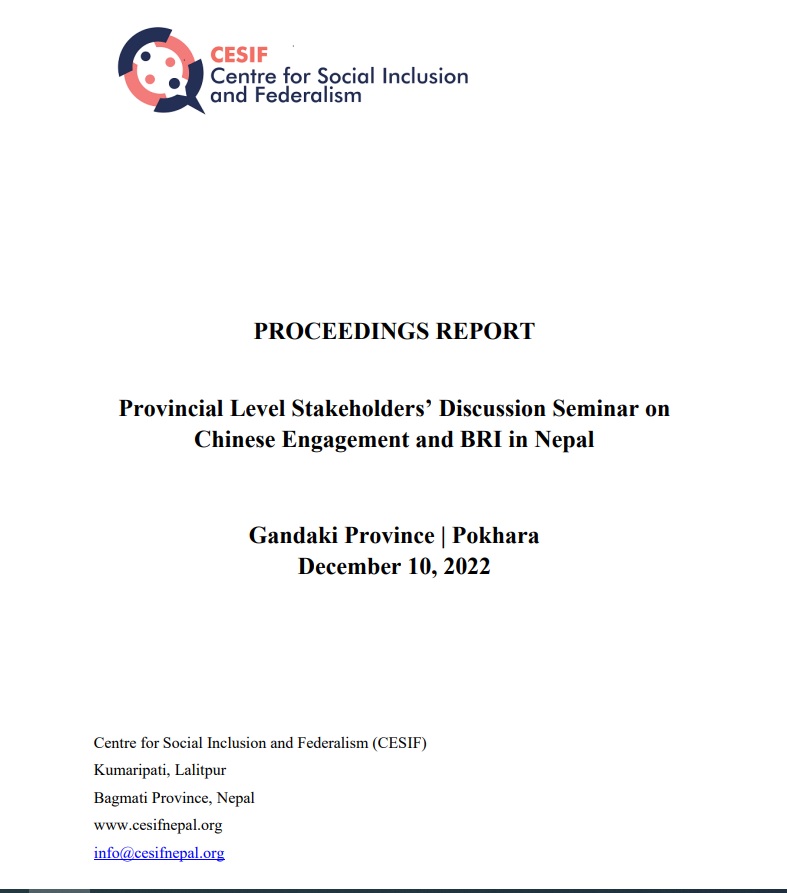 CESIF
Centre for Social Inclusion
and Federalism
PROCEEDINGS REPORT
Provincial Level Stakeholders’ Discussion Seminar on
Chinese Engagement and BRI in Nepal
Gandaki Province | Pokhara
December 10, 2022
Centre for Social Inclusion and Federalism (CESIF)
Kumaripati, Lalitpur
Bagmati Province, Nepal
www.cesifnepal.org
info@cesifnepal.org